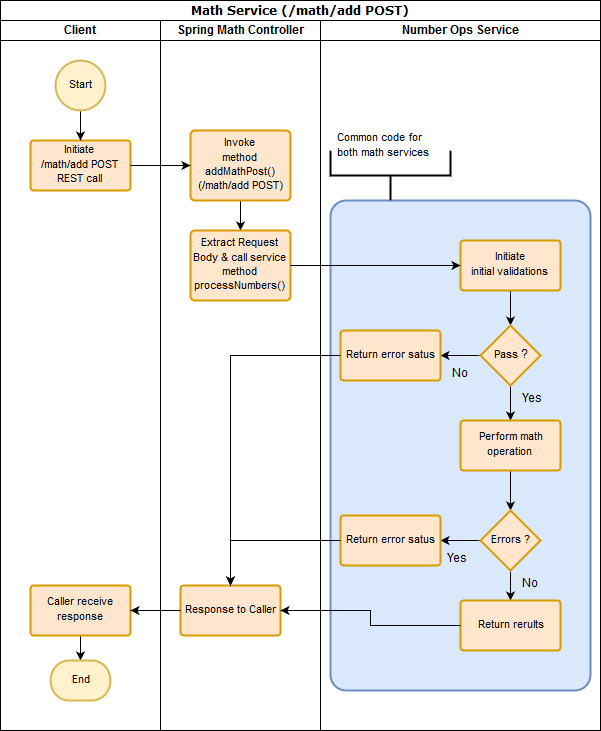 Math Service (/math/add POST)
Client
Spring Math Controller
Number Ops Service
Start
Initiate
/math/add POST
REST call
Invoke
method
addMathPost()
(/math/add POST)
Common code for
both math services
Extract Request
Body & call service
method
processNumbers()
Initiate
initial validations
Pass ?
No
Return error satus
Yes
Perform math
operation
Errors ?
Yes
Return error satus
No
Return rerults
Response to Caller
Caller receive
response
End